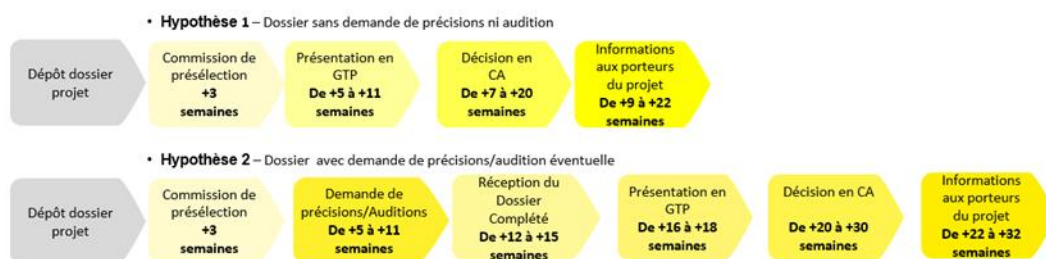 • Hypothèse 1 – Dossier sans demande de précisions ni audition
Dépôt dossier
projet
Commission de
présélection
+3
semaines
Présentation en
GTP
De +5 à +11
semaines
Décision en
CA
De +7 à +20
semaines
Informations
aux porteurs
du projet
De +9 à +22
semaines
• Hypothèse 2 – Dossier avec demande de précisions/audition éventuelle
Dépôt dossier
projet
Commission de
présélection
+3
semaines
Demande de
précisions/Auditions
De +5 à +11
semaines
Réception du
Dossier
Complété
De +12 à +15
semaines
Présentation en
GTP
De +16 à +18
semaines
Décision en CA
De +20 à +30
semaines
Informations
aux porteurs
du projet
De +22 à +32
semaines